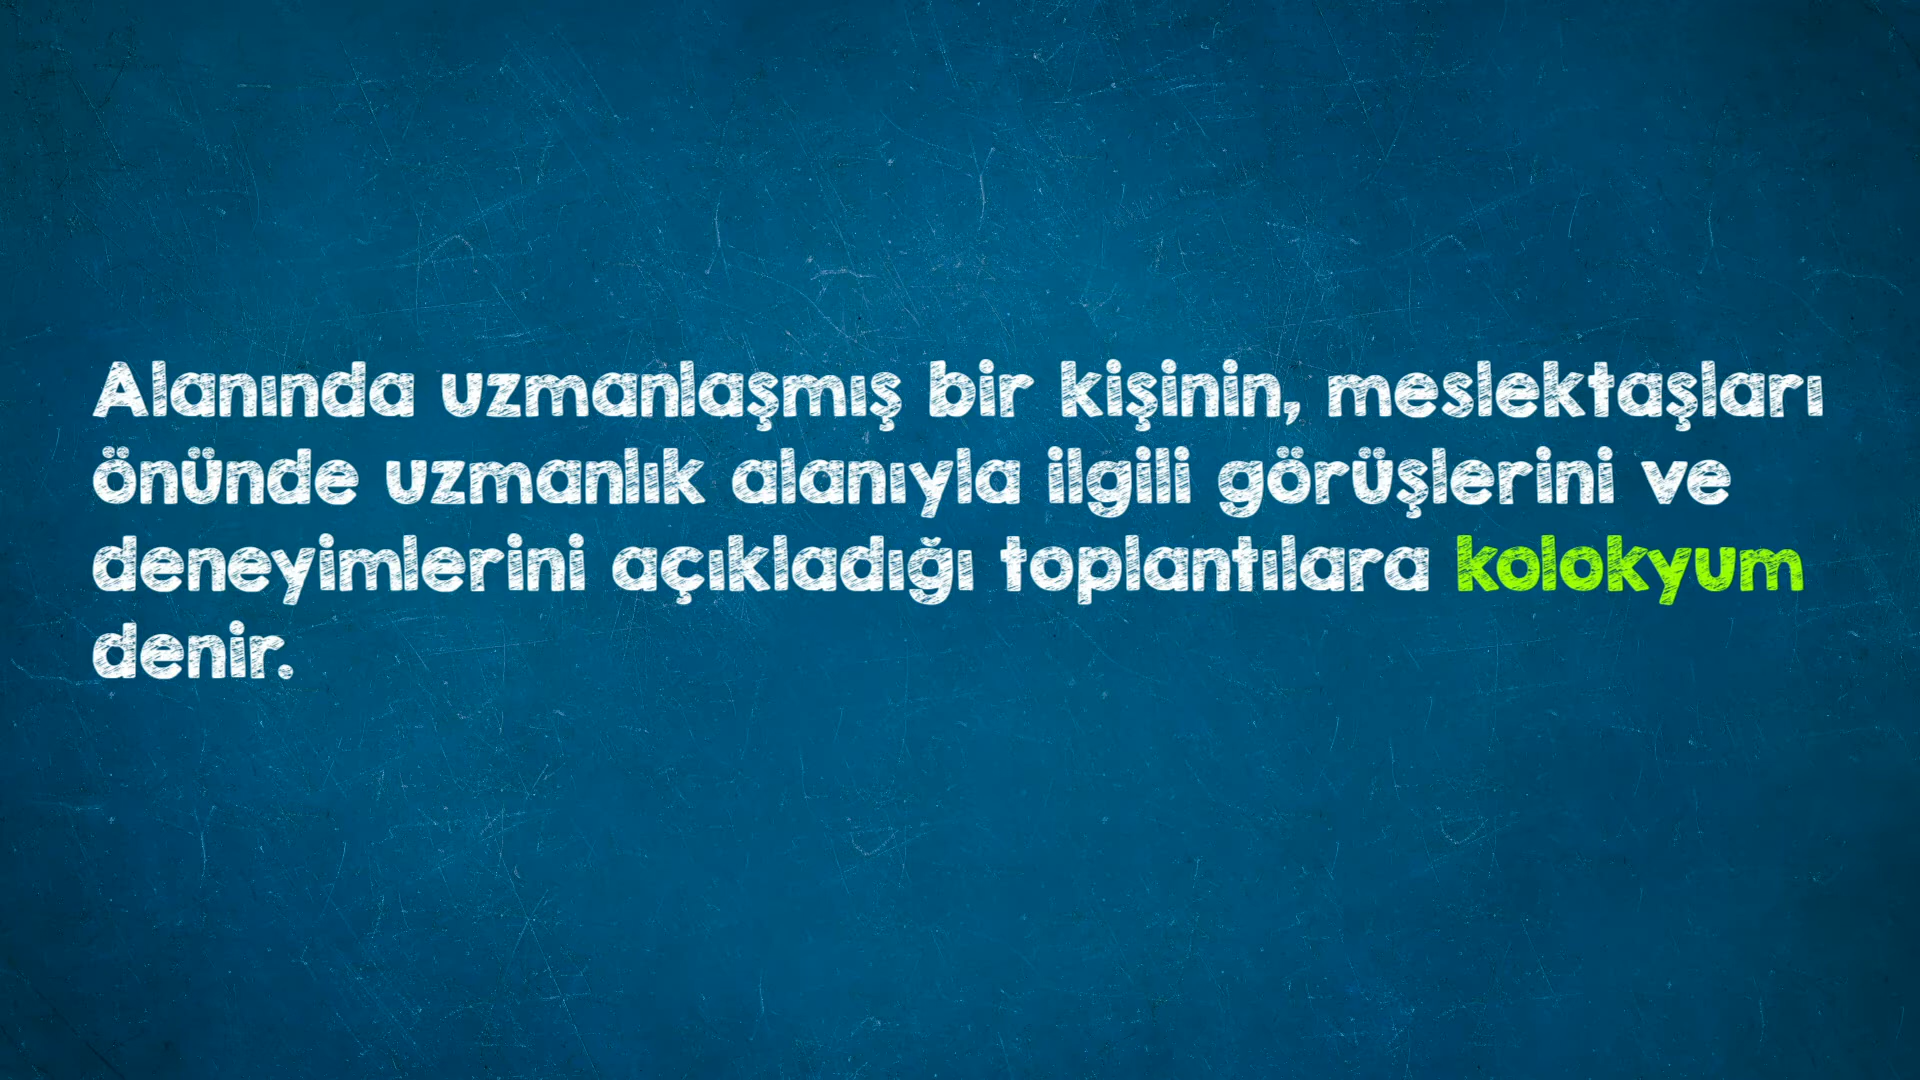 Alanında uzmanlaşmış bir kişinin, meslektaşları
önünde uzmanlık alanıyla ilgili görüşlerini ve
deneyimlerini açıkladığı toplantılara kolokyum
denir.